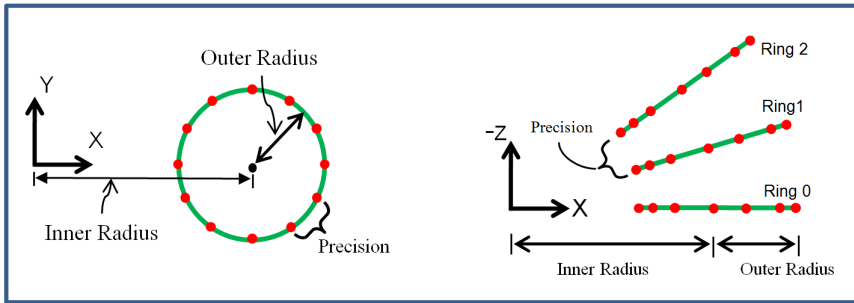 Y
X
Outer Radius
Inner Radius
Precision
-Z
X
Precision
Ring 2
Ring1
Ring 0
Inner Radius
Outer Radius